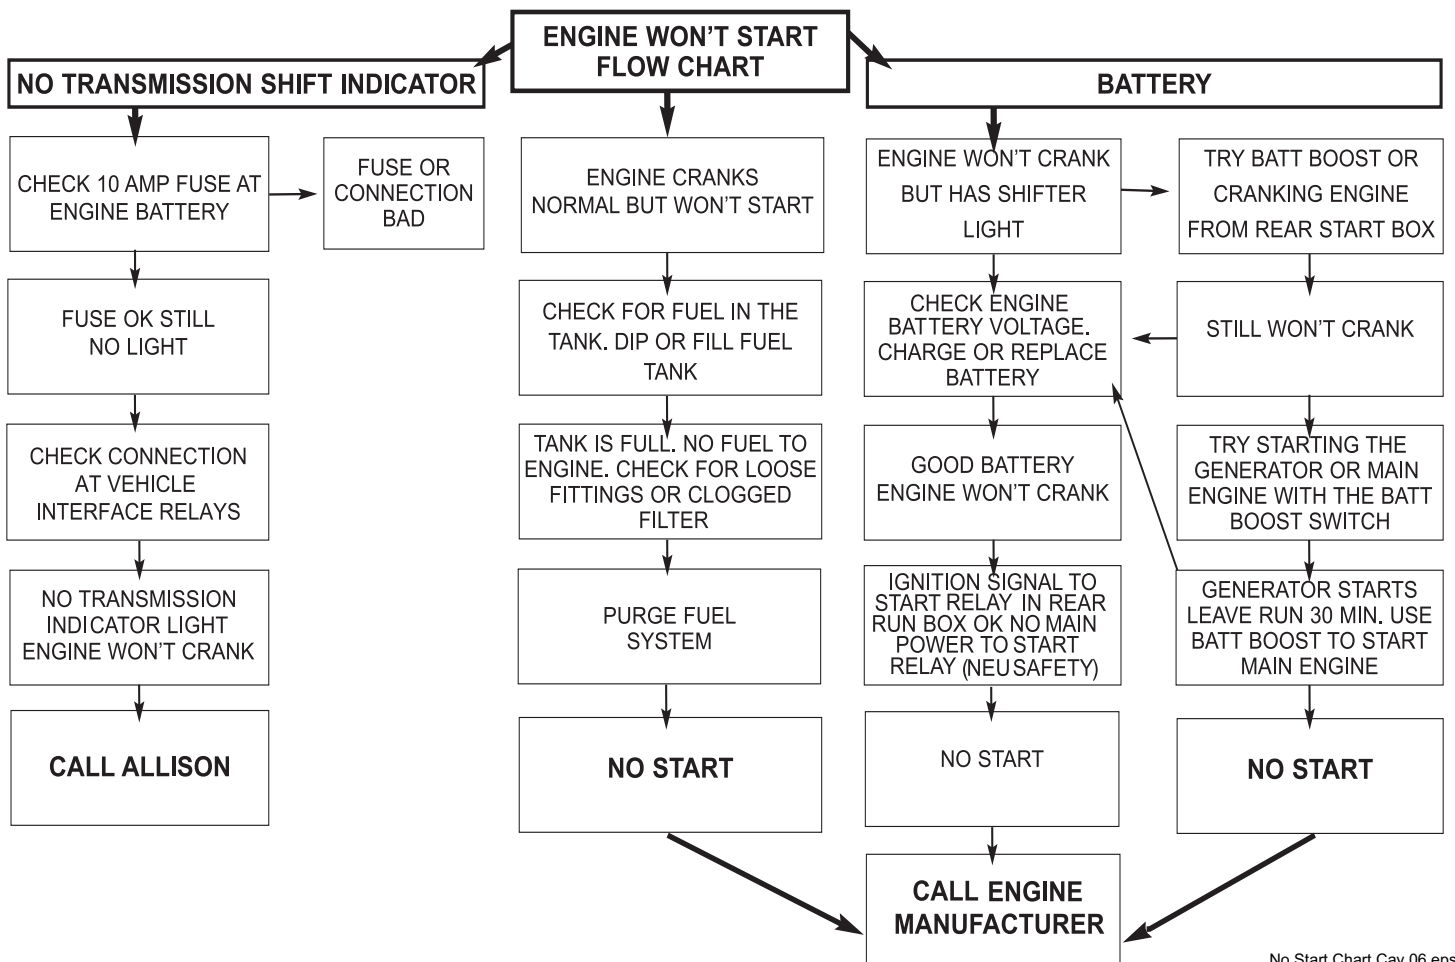 ENGINE WON'T START
FLOW CHART
NO TRANSMISSION SHIFT INDICATOR
CHECK 10 AMP FUSE AT
ENGINE BATTERY
FUSE OR
CONNECTION
BAD
FUSE OK STILL
NO LIGHT
CHECK CONNECTION
AT VEHICLE
INTERFACE RELAYS
NO TRANSMISSION
INDICATOR LIGHT
ENGINE WON'T CRANK
CALL ALLISON
ENGINE CRANKS
NORMAL BUT WON'T START
CHECK FOR FUEL IN THE
TANK. DIP OR FILL FUEL
TANK
TANK IS FULL. NO FUEL TO
ENGINE. CHECK FOR LOOSE
FITTINGS OR CLOGGED
FILTER
PURGE FUEL
SYSTEM
NO START
BATTERY
ENGINE WON'T CRANK
BUT HAS SHIFTER
LIGHT
CHECK ENGINE
BATTERY VOLTAGE.
CHARGE OR REPLACE
BATTERY
GOOD BATTERY
ENGINE WON'T CRANK
IGNITION SIGNAL TO
START RELAY IN REAR
RUN BOX OK NO MAIN
POWER TO START
RELAY (NEU SAFETY)
NO START
TRY BATT BOOST OR
CRANKING ENGINE
FROM REAR START BOX
STILL WON'T CRANK
TRY STARTING THE
GENERATOR OR MAIN
ENGINE WITH THE BATT
BOOST SWITCH
GENERATOR STARTS
LEAVE RUN 30 MIN. USE
BATT BOOST TO START
MAIN ENGINE
NO START
CALL ENGINE
MANUFACTURER
No Start Chart Cay 06.eps